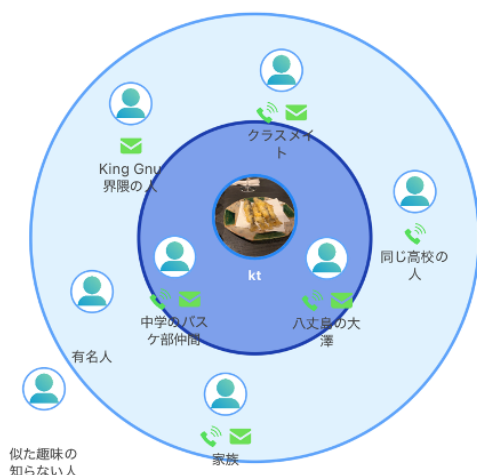 クラスメイ
ト
King Gnu
界隈の人
同じ高校の
人
kt
中学のバス
ケ部仲間
八丈島の大
澤
有名人
家族
似た趣味の
知らない人